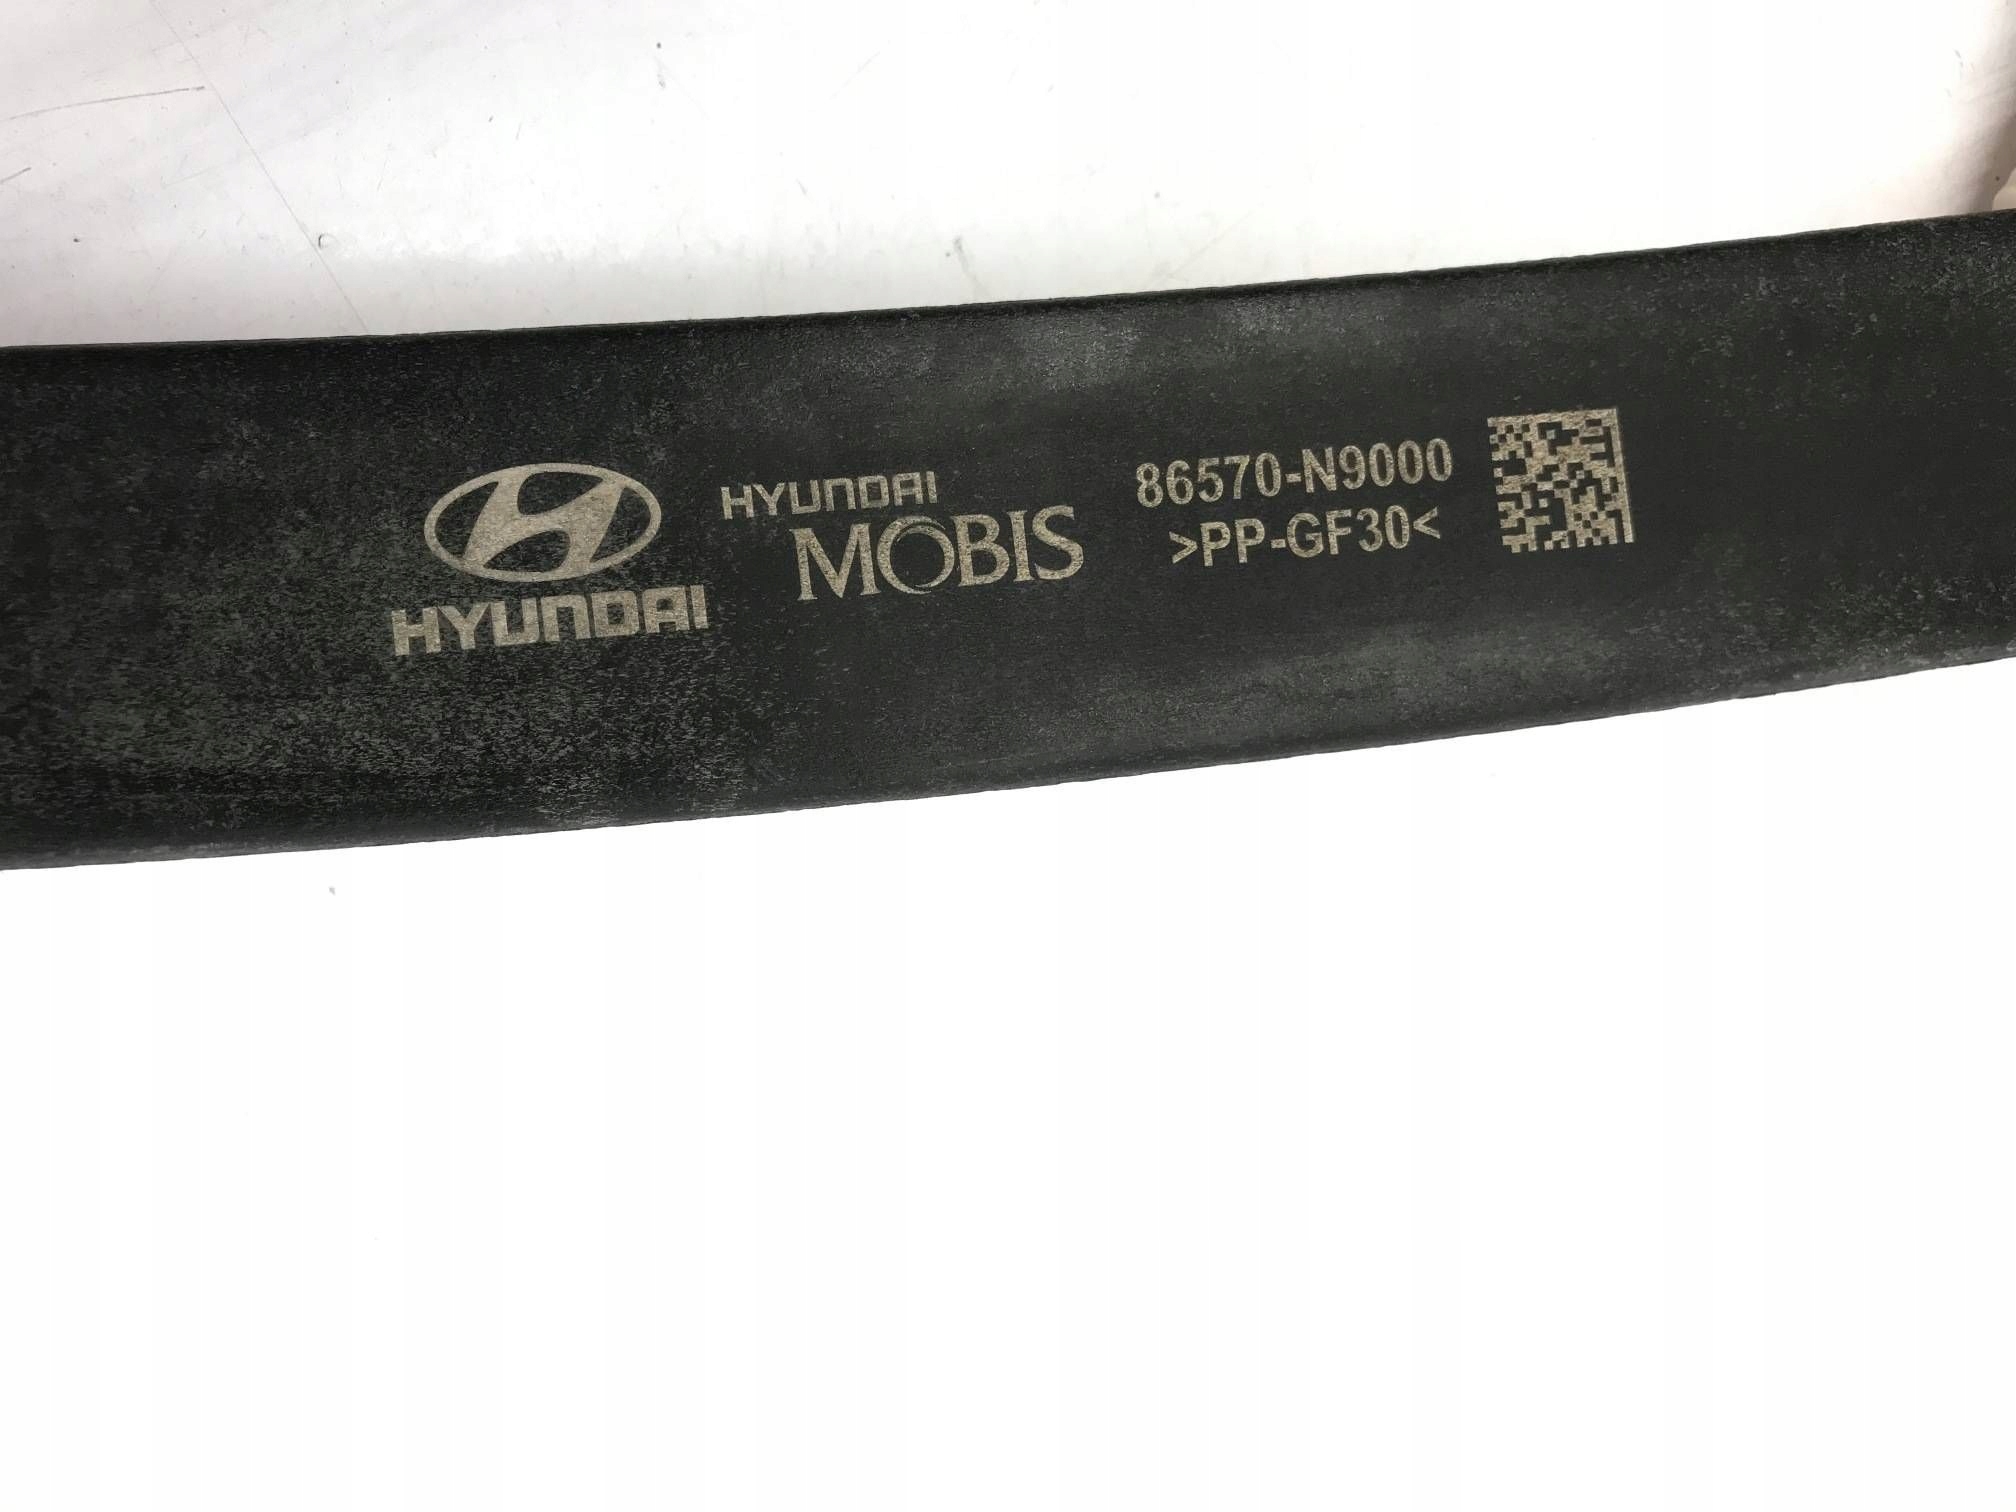 HYUNDAI
HYUNDAI
MOBIS
86570-N9000
>PP-GF30<